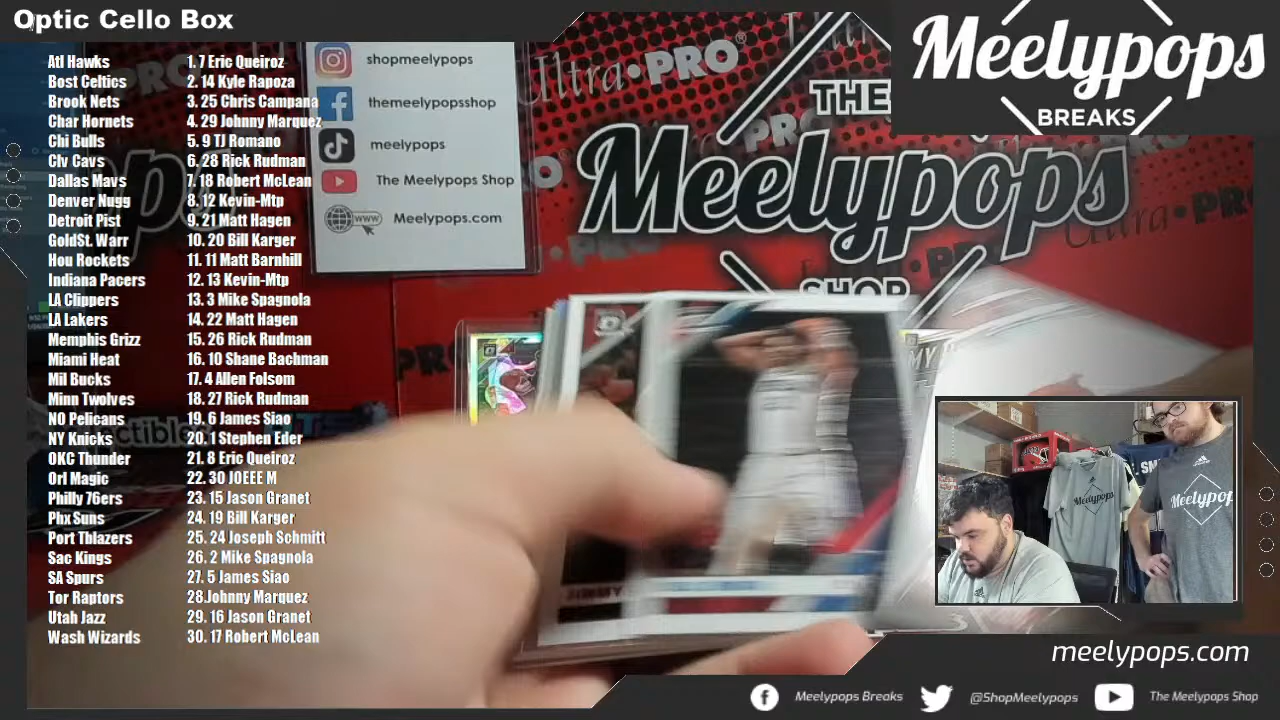 Optic Cello Box
Atl Hawks 1. 7 Eric Queiroz
Bost Celtics 2. 14 Kyle Rapoza
Brook Nets 3. 25 Chris Campana
Char Hornets 4. 29 Johnny Marquez
Chi Bulls 5. 9 TJ Romano
Clv Cavs 6. 28 Rick Rudman
Dallas Mavs 7. 18 Robert McLean
Denver Nugg 8. 12 Kevin-Mtp
Detroit Pist 9. 21 Matt Hagen
GoldSt. Warr 10. 20 Bill Karger
Hou Rockets 11. 11 Matt Barnhill
Indiana Pacers 12. 13 Kevin-Mtp
LA Clippers 13. 3 Mike Spagnola
LA Lakers 14. 22 Matt Hagen
Memphis Grizz 15. 26 Rick Rudman
Miami Heat 16. 10 Shane Bachman
Mil Bucks 17. 4 Allen Folsom
Minn Twolves 18. 27 Rick Rudman
NO Pelicans 19. 6 James Siao
NY Knicks 20. 1 Stephen Eder
OKC Thunder 21. 8 Eric Queiroz
Orl Magic 22. 30 JOEEE M
Philly 76ers 23. 15 Jason Granet
Phx Suns 24. 19 Bill Karger
Port Tblazers 25. 24 Joseph Schmitt
Sac Kings 26. 2 Mike Spagnola
SA Spurs 27. 5 James Siao
Tor Raptors 28.Johnny Marquez
Utah Jazz 29. 16 Jason Granet
Wash Wizards 30. 17 Robert McLean
shopmeelypops
themeelypopsshop
meelypops
The Meelypops Shop
www Meelypops.com
Ultra•PRO
THE
Meelypops
SHOP
Meelypops
BREAKS
JIMMY
Meelypops
Meelypop
meelypops.com
Meelypops Breaks @ShopMeelypops The Meelypops Shop